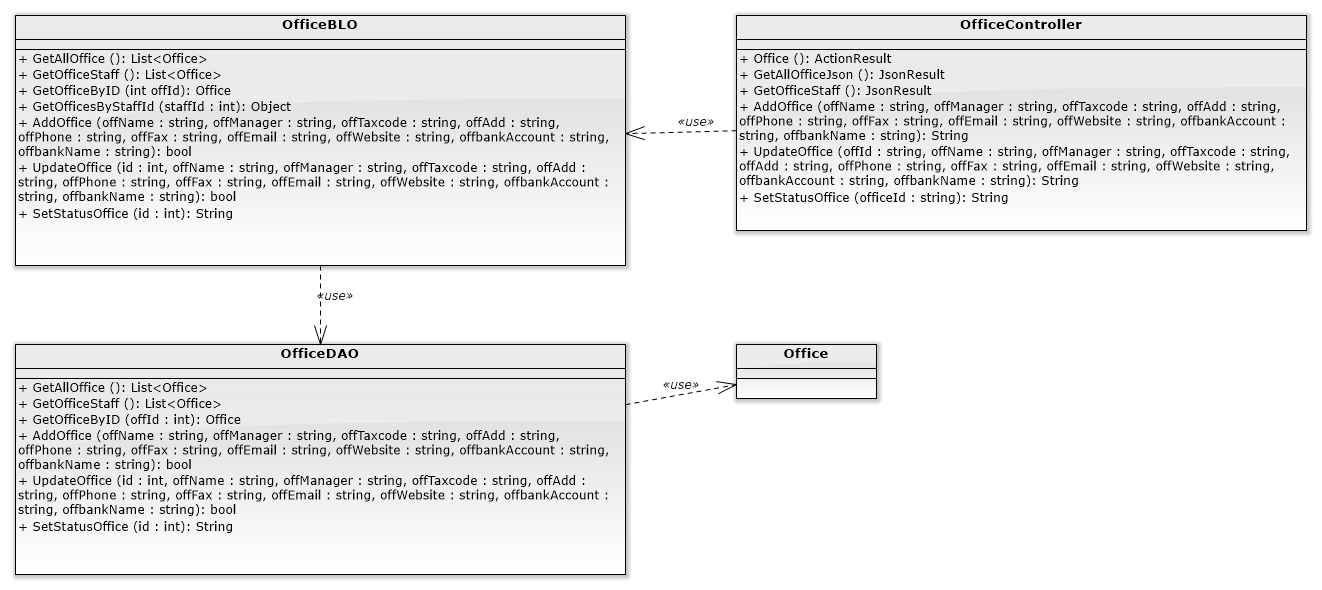 OfficeBLO
+ GetAllOffice (): List<Office>
+ GetOfficeStaff (): List<Office>
+ GetOfficeByID (int offId): Office
+ GetOfficesByStaffId (staffId : int): Object
+ AddOffice (offName : string, offManager : string, offTaxcode : string, offAdd : string,
offPhone : string, offFax : string, offEmail : string, offWebsite : string, offbankAccount : string,
offbankName : string): bool
+ UpdateOffice (id : int, offName : string, offManager : string, offTaxcode : string, offAdd :
string, offPhone : string, offFax : string, offEmail : string, offWebsite : string, offbankAccount :
string, offbankName : string): bool
+ SetStatusOffice (id : int): String
«use»
OfficeController
+ Office (): ActionResult
+ GetAllOfficeJson (): JsonResult
+ GetOfficeStaff (): JsonResult
+ AddOffice (offName : string, offManager : string, offTaxcode : string, offAdd : string,
offPhone : string, offFax : string, offEmail : string, offWebsite : string, offbankAccount :
string, offbankName : string): String
+ UpdateOffice (offId : string, offName : string, offManager : string, offTaxcode : string,
offAdd : string, offPhone : string, offFax : string, offEmail : string, offWebsite : string,
offbankAccount : string, offbankName : string): String
+ SetStatusOffice (officeId : string): String
«use»
OfficeDAO
+ GetAllOffice (): List<Office>
+ GetOfficeStaff (): List<Office>
+ GetOfficeByID (offId : int): Office
+ AddOffice (offName : string, offManager : string, offTaxcode : string, offAdd : string,
offPhone : string, offFax : string, offEmail : string, offWebsite : string, offbankAccount : string,
offbankName : string): bool
+ UpdateOffice (id : int, offName : string, offManager : string, offTaxcode : string, offAdd :
string, offPhone : string, offFax : string, offEmail : string, offWebsite : string, offbankAccount :
string, offbankName : string): bool
+ SetStatusOffice (id : int): String
«use»
Office